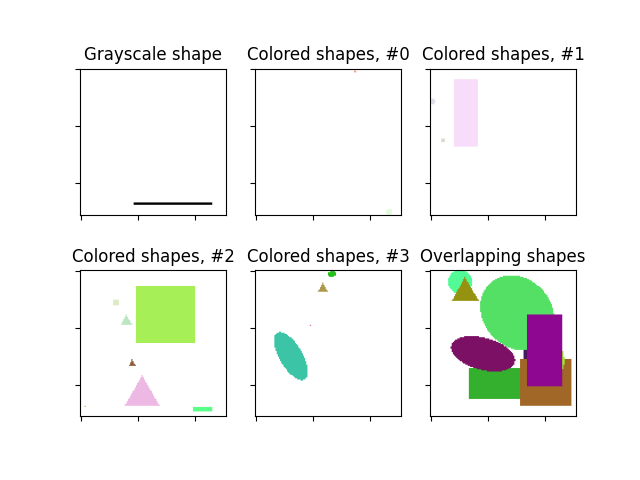 Grayscale shape
Colored shapes, #0
Colored shapes, #1
Colored shapes, #2
Colored shapes, #3
Overlapping shapes